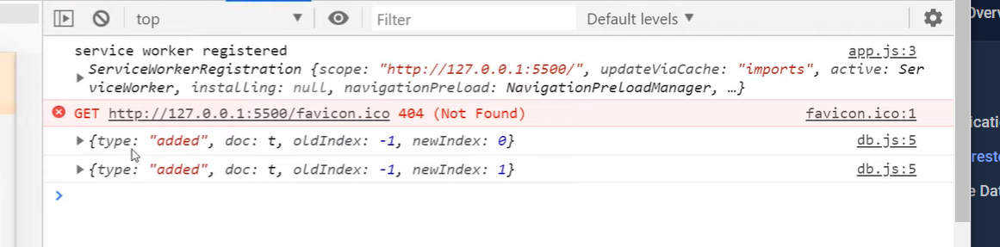 top
Filter
Default levels ▼
Overv
service worker registered
app.js:3
ServiceWorkerRegistration {scope: "http://127.0.0.1:5500/", updateViaCache: "imports", active: Ser
viceWorker, installing: null, navigationPreload: NavigationPreloadManager, …}
GET http://127.0.0.1:5500/favicon.ico 404 (Not Found)
favicon.ico:1
icati
{type: "added", doc: t, oldIndex: -1, newIndex: 0}
db.js:5
resto
{type: "added", doc: t, oldIndex: -1, newIndex: 1}
db.js:5
e Dat